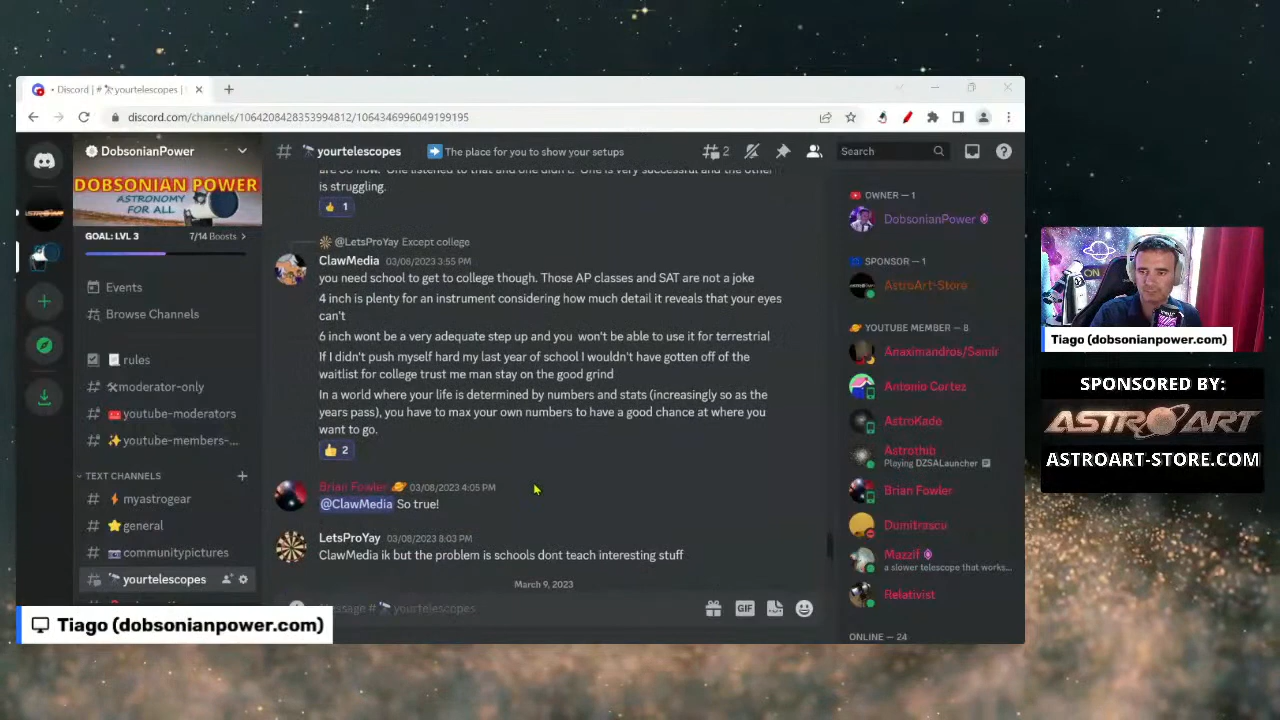 Discord | # yourtelescopes |
discord.com/channels/1064208428353994812/1064346996049199195
DobsonianPower
DOBSONIAN POWER
ASTRONOMY
FOR ALL
GOAL: LVL 3
7/14 Boosts
Events
Browse Channels
rules
moderator-only
youtube-moderators
youtube-members-...
TEXT CHANNELS
myastrogear
general
communitypictures
yourtelescopes
yourtelescopes
The place for you to show your setups
2
Search
are so now. One listened to that and one didn't. One is very successful and the other
is struggling.
1
@LetsProYay Except college
ClawMedia 03/08/2023 3:55 PM
you need school to get to college though. Those AP classes and SAT are not a joke
4 inch is plenty for an instrument considering how much detail it reveals that your eyes
can't
6 inch wont be a very adequate step up and you won't be able to use it for terrestrial
If I didn't push myself hard my last year of school I wouldn't have gotten off of the
waitlist for college trust me man stay on the good grind
In a world where your life is determined by numbers and stats (increasingly so as the
years pass), you have to max your own numbers to have a good chance at where you
want to go.
2
Brian Fowler 03/08/2023 4:05 PM
@ClawMedia So true!
LetsProYay 03/08/2023 8:03 PM
ClawMedia ik but the problem is schools dont teach interesting stuff
March 9, 2023
Message # yourtelescopes
GIF
OWNER — 1
DobsonianPower
SPONSOR — 1
AstroArt-Store
YOUTUBE MEMBER — 8
Anaximandros/Samir
Antonio Cortez
AstroKade
Astrothib
Playing DZSALauncher
Brian Fowler
Dumitrascu
Mazzif
a slower telescope that works...
Relativist
ONLINE — 24
Tiago (dobsonianpower.com)
ON
Tiago (dobsonianpower.com)
SPONSORED BY:
ASTROART
ASTROART-STORE.COM